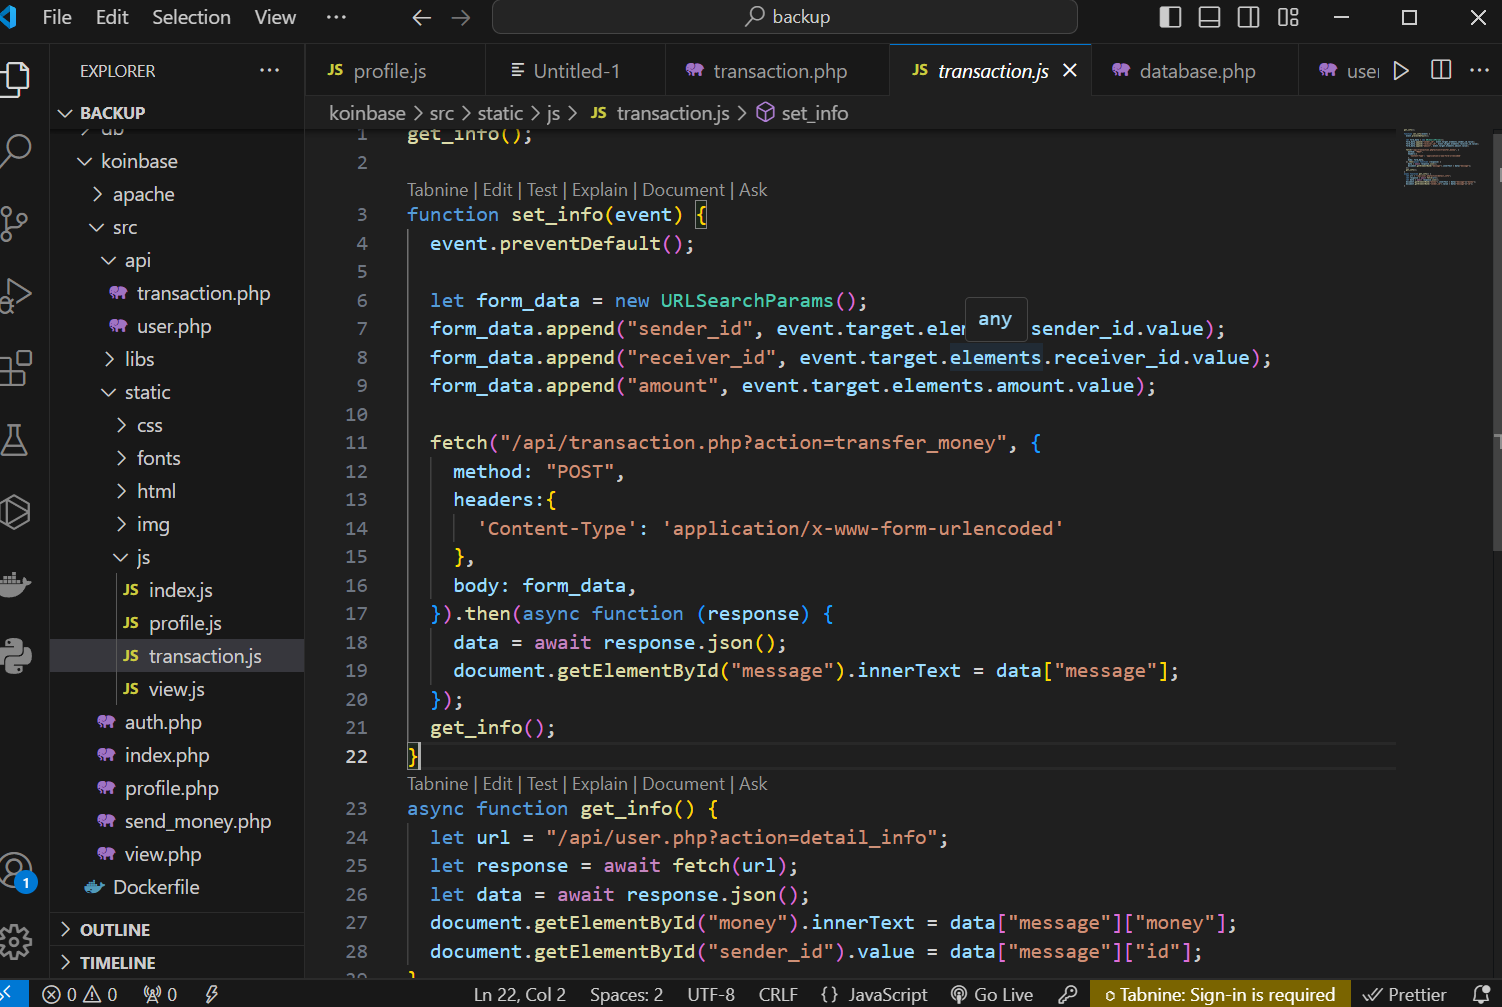 File Edit Selection View ··· backup
EXPLORER ···
JS profile.js
Untitled-1
transaction.php
JS transaction.js
database.php
user
BACKUP
koinbase > src > static > js > JS transaction.js > set_info
ub
koinbase
apache
src
api
transaction.php
user.php
libs
static
css
fonts
html
img
js
JS index.js
JS profile.js
JS transaction.js
JS view.js
auth.php
index.php
profile.php
send_money.php
view.php
Dockerfile
OUTLINE
TIMELINE
1 get_info();
2
Tabnine | Edit | Test | Explain | Document | Ask
3 function set_info(event) {
4 event.preventDefault();
5
6 let form_data = new URLSearchParams();
any
7 form_data.append("sender_id", event.target.ele sender_id.value);
8 form_data.append("receiver_id", event.target.elements.receiver_id.value);
9 form_data.append("amount", event.target.elements.amount.value);
10
11 fetch("/api/transaction.php?action=transfer_money", {
12 method: "POST",
13 headers:{
14 'Content-Type': 'application/x-www-form-urlencoded'
15 },
16 body: form_data,
17 }).then(async function (response) {
18 data = await response.json();
19 document.getElementById("message").innerText = data["message"];
20 });
21 get_info();
22 }
Tabnine | Edit | Test | Explain | Document | Ask
23 async function get_info() {
24 let url = "/api/user.php?action=detail_info";
25 let response = await fetch(url);
26 let data = await response.json();
27 document.getElementById("money").innerText = data["message"]["money"];
28 document.getElementById("sender_id").value = data["message"]["id"];
29 }
1
0 0 0 Ln 22, Col 2 Spaces: 2 UTF-8 CRLF {} JavaScript Go Live Tabnine: Sign-in is required Prettier